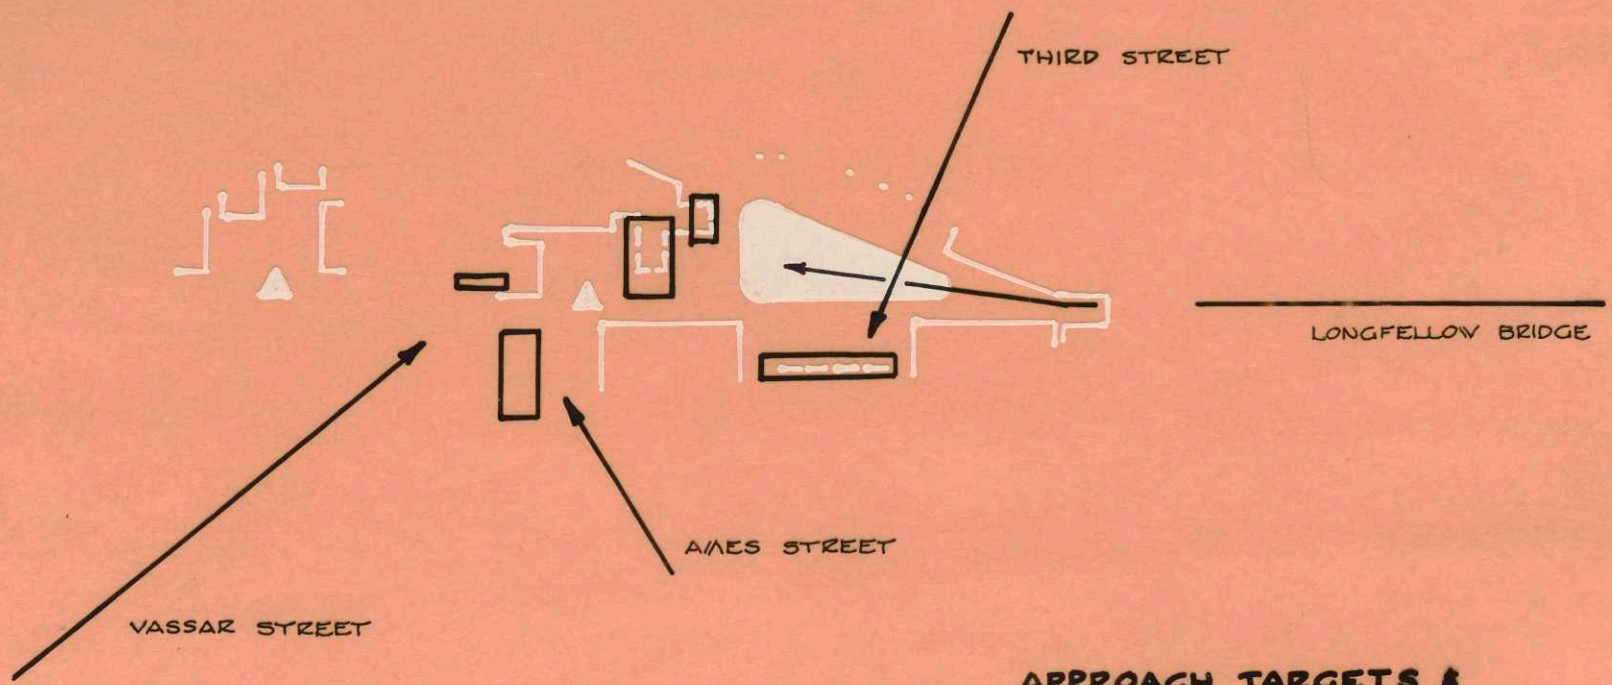 THIRD STREET
LONGFELLOW BRIDGE
AMES STREET
VASSAR STREET
APPROACH TARGETS &